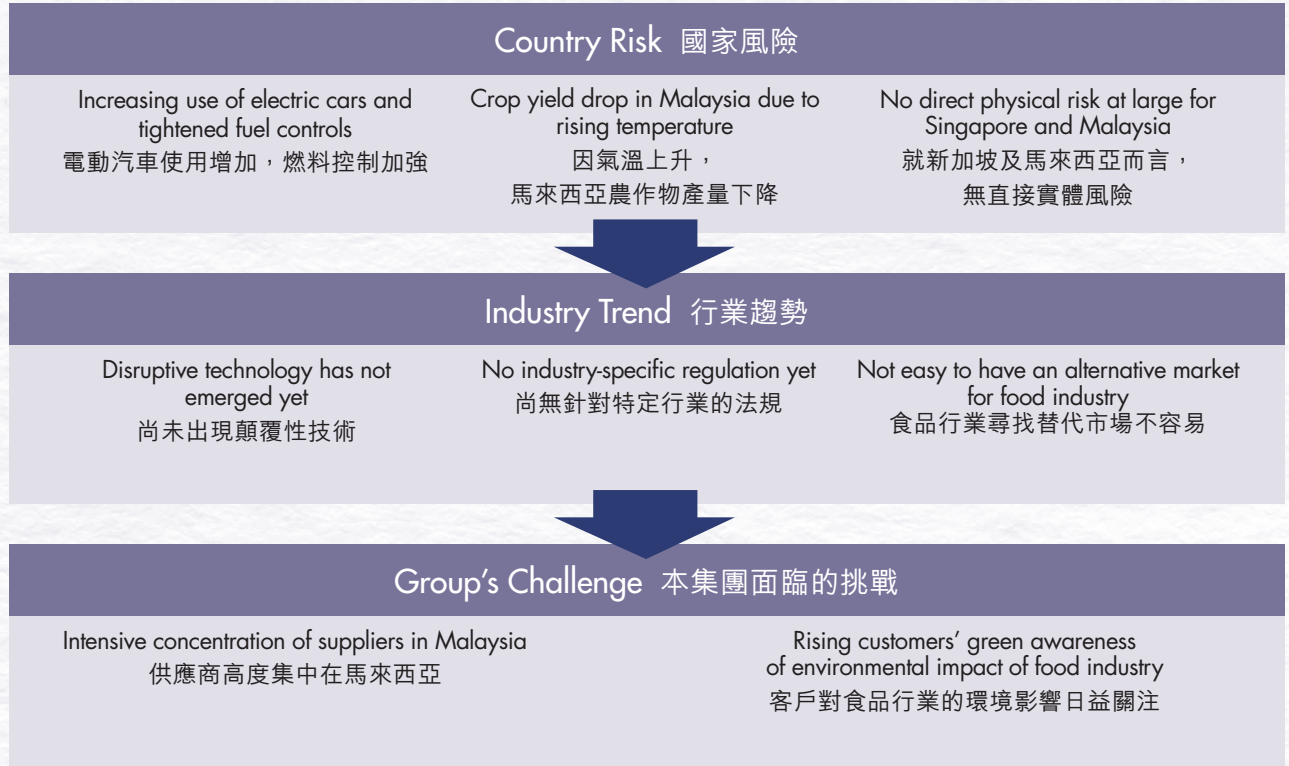 Country Risk 國家風險
Increasing use of electric cars and
tightened fuel controls
電動汽車使用增加，燃料控制加強
Crop yield drop in Malaysia due to
rising temperature
因氣溫上升，
馬來西亞農作物產量下降
No direct physical risk at large for
Singapore and Malaysia
就新加坡及馬來西亞而言，
無直接實體風險
Industry Trend 行業趨勢
Disruptive technology has not
emerged yet
尚未出現顛覆性技術
No industry-specific regulation yet
尚無針對特定行業的法規
Not easy to have an alternative market
for food industry
食品行業尋找替代市場不容易
Group's Challenge 本集團面臨的挑戰
Intensive concentration of suppliers in Malaysia
供應商高度集中在馬來西亞
Rising customers' green awareness
of environmental impact of food industry
客戶對食品行業的環境影響日益關注